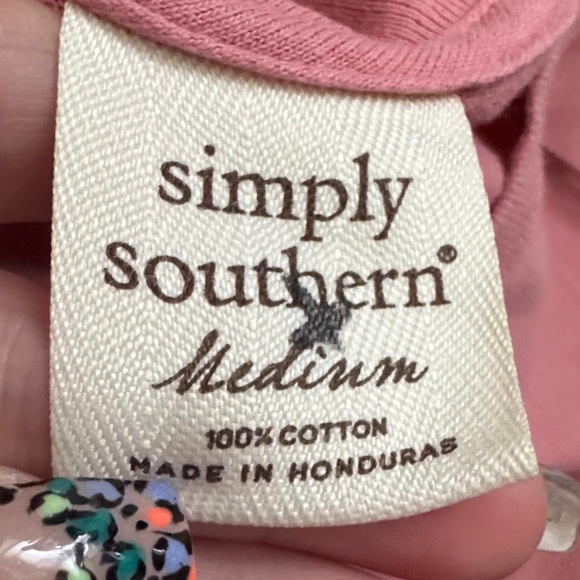 simply
southern®
Medium
100% COTTON
MADE IN HONDURAS